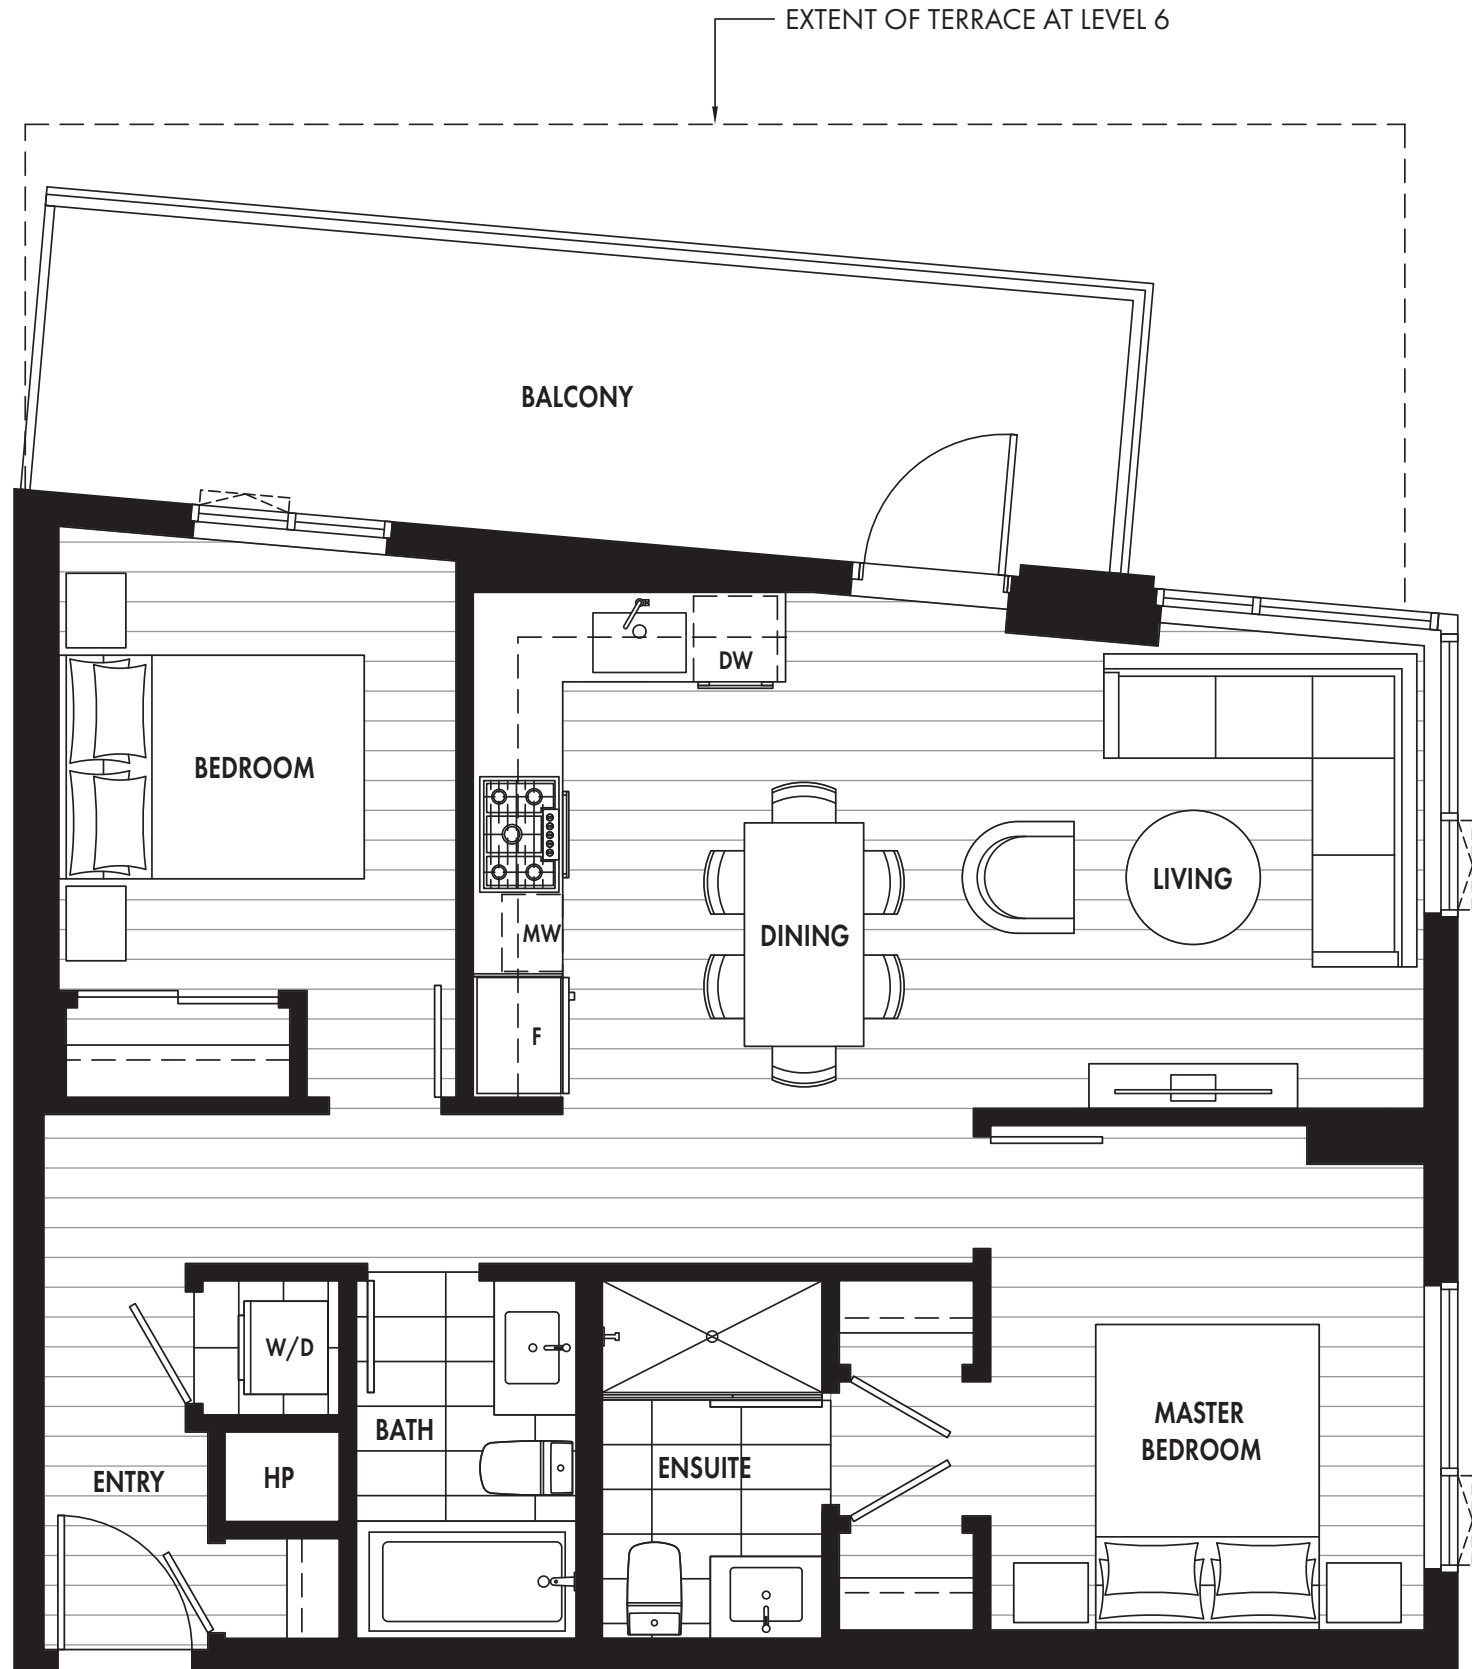 EXTENT OF TERRACE AT LEVEL 6
BALCONY
DW
BEDROOM
LIVING
MW
DINING
F
W/D
BATH
MASTER
BEDROOM
ENSUITE
ENTRY
HP